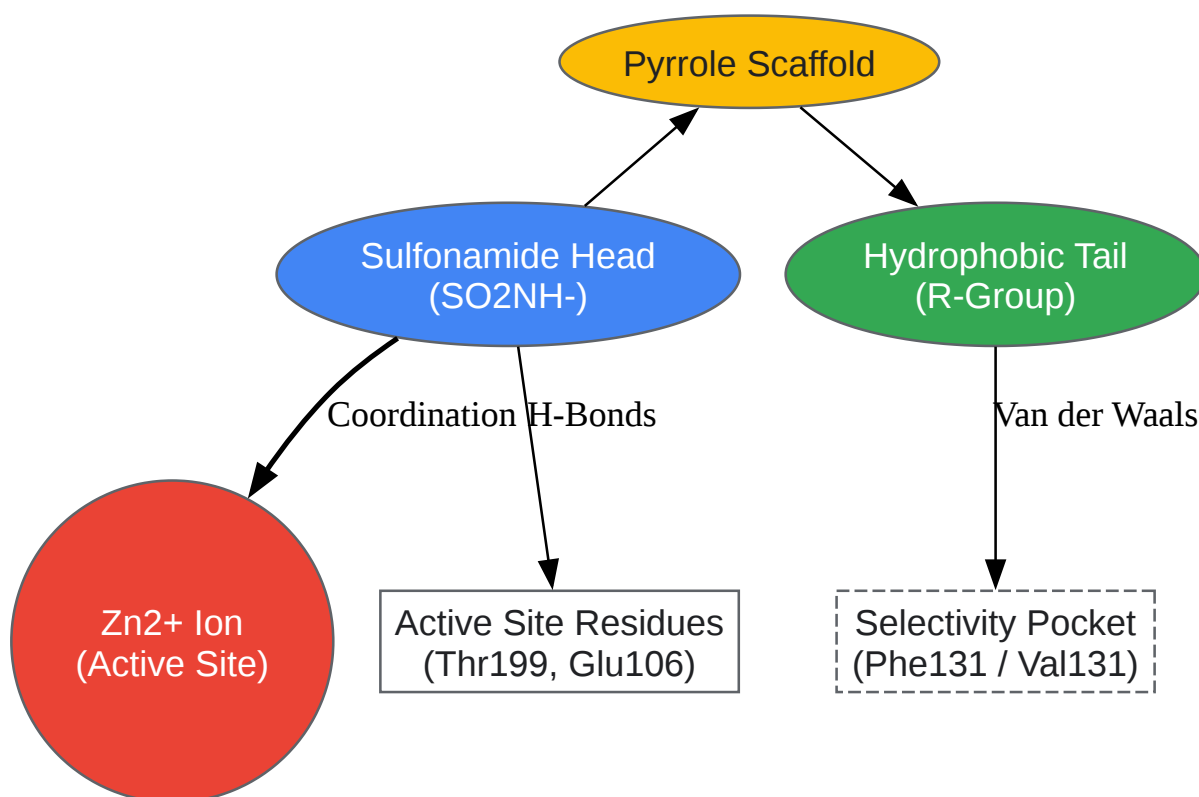 Pyrrole Scaffold
Sulfonamide Head
(SO2NH-)
Hydrophobic Tail
(R-Group)
Coordination
H-Bonds
Van der Waals
Zn2+ Ion
(Active Site)
Active Site Residues
(Thr199, Glu106)
Selectivity Pocket
(Phe131 / Val131)